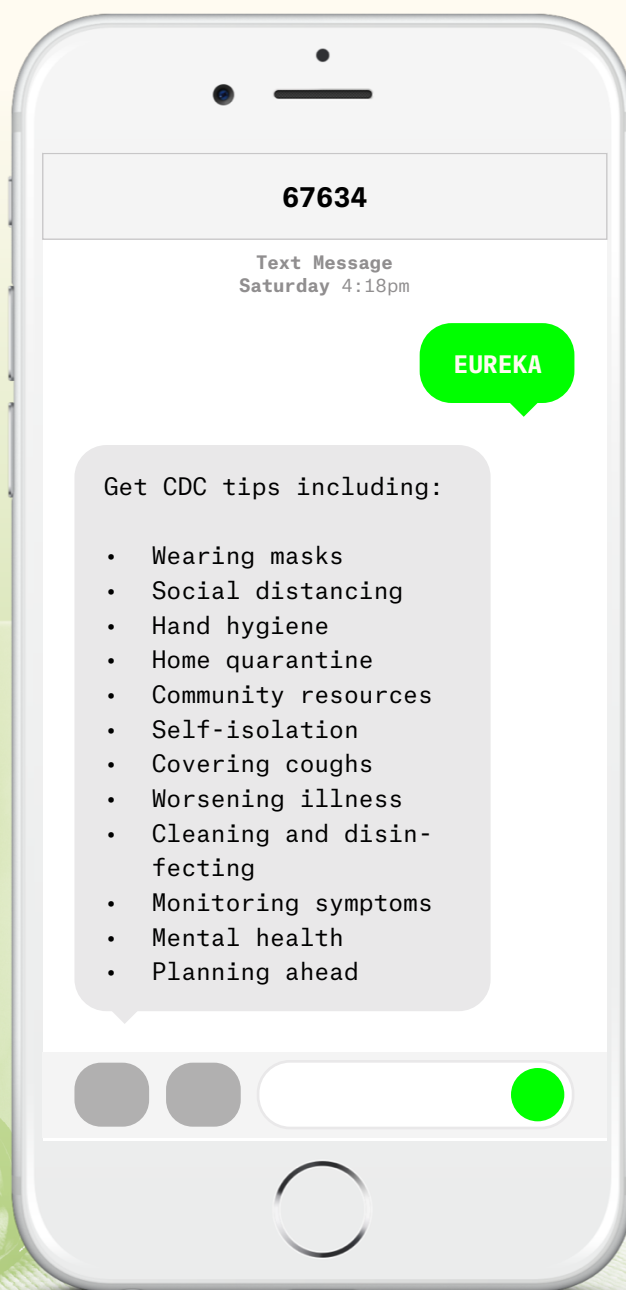 67634
Text Message
Saturday 4:18pm
EUREKA
Get CDC tips including:
• Wearing masks
• Social distancing
• Hand hygiene
• Home quarantine
• Community resources
• Self-isolation
• Covering coughs
• Worsening illness
• Cleaning and disin-
fecting
• Monitoring symptoms
• Mental health
• Planning ahead